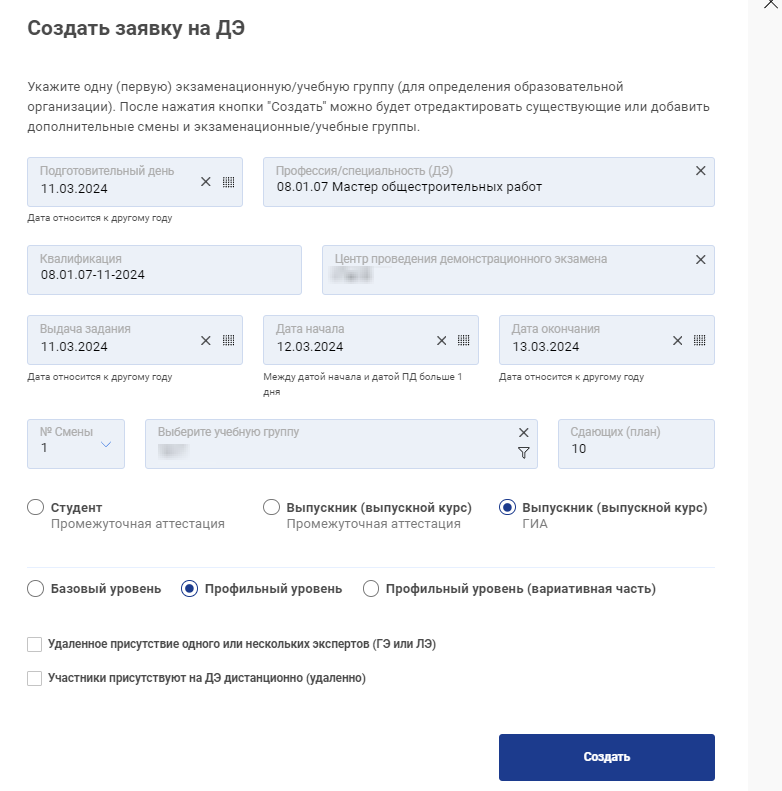 Создать заявку на ДЭ
Укажите одну (первую) экзаменационную/учебную группу (для определения образовательной
организации). После нажатия кнопки "Создать" можно будет отредактировать существующие или добавить
дополнительные смены и экзаменационные/учебные группы.
Подготовительный день
11.03.2024
Дата относится к другому году
Профессия/специальность (ДЭ)
08.01.07 Мастер общестроительных работ
Квалификация
08.01.07-11-2024
Центр проведения демонстрационного экзамена
Выдача задания
11.03.2024
Дата относится к другому году
Дата начала
12.03.2024
Между датой начала и датой ПД больше 1
дня
Дата окончания
13.03.2024
Дата относится к другому году
№ Смены
1
Выберите учебную группу
Сдающих (план)
10
Студент
Промежуточная аттестация
Выпускник (выпускной курс)
Промежуточная аттестация
Выпускник (выпускной курс)
ГИА
Базовый уровень
Профильный уровень
Профильный уровень (вариативная часть)
Удаленное присутствие одного или нескольких экспертов (ГЭ или ЛЭ)
Участники присутствуют на ДЭ дистанционно (удаленно)
Создать